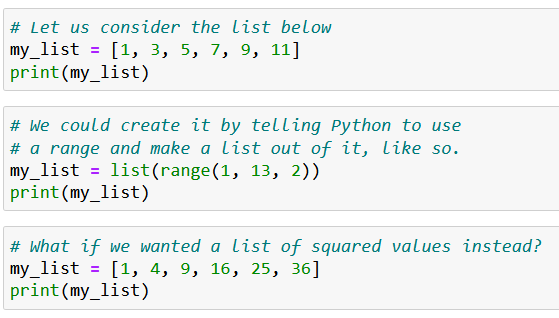 # Let us consider the list below
my_list = [1, 3, 5, 7, 9, 11]
print(my_list)
# We could create it by telling Python to use
# a range and make a list out of it, like so.
my_list = list(range(1, 13, 2))
print(my_list)
# What if we wanted a list of squared values instead?
my_list = [1, 4, 9, 16, 25, 36]
print(my_list)